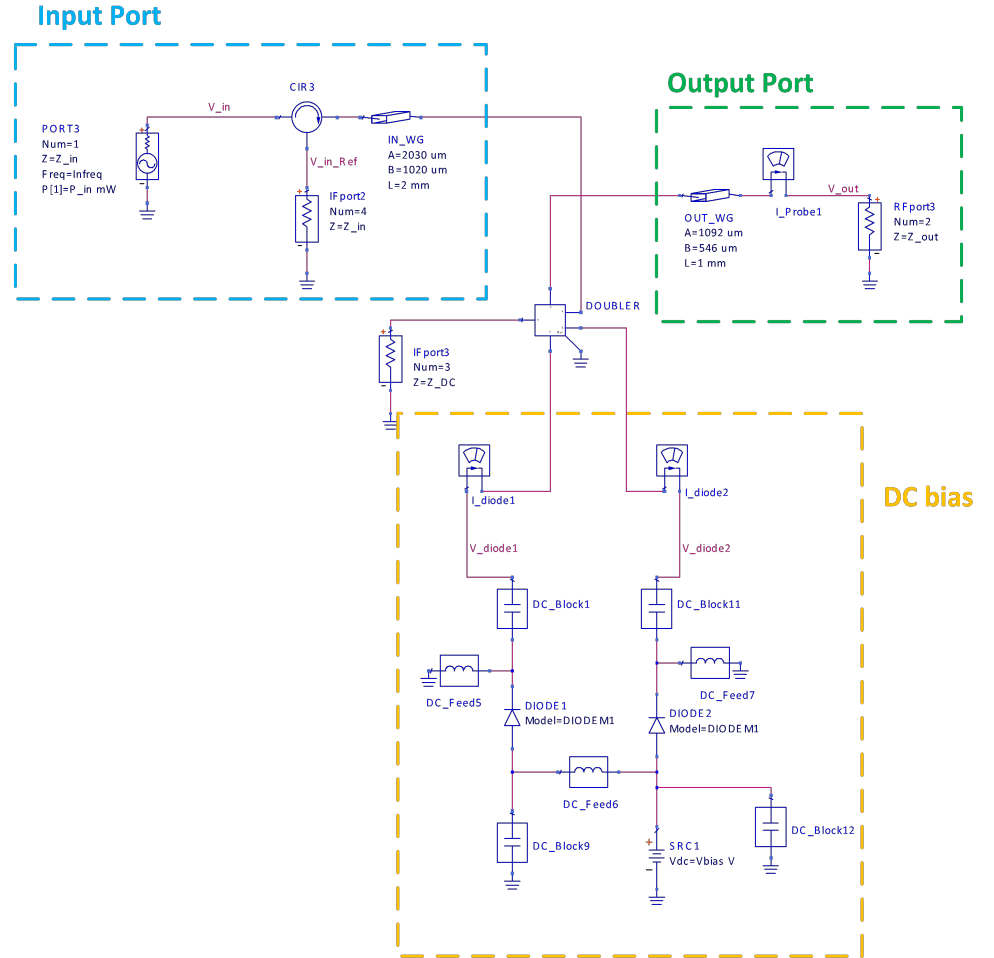 Input Port
CIR3
V_in
PORT3
Num=1
Z=Z_in
Freq=Infreq
P[1]=P_in mW
V_in_Ref
IFport2
Num=4
Z=Z_in
IN_WG
A=2030 um
B=1020 um
L=2 mm
Output Port
V_out
I_Probe1
OUT_WG
A=1092 um
B=546 um
L=1 mm
RFport3
Num=2
Z=Z_out
DOUBLER
IFport3
Num=3
Z=Z_DC
DC bias
I_diode1
I_diode2
V_diode1
V_diode2
DC_Block1
DC_Block11
DC_Feed5
DC_Feed7
DIODE1
Model=DIODEM1
DIODE2
Model=DIODEM1
DC_Feed6
DC_Block9
SRC1
Vdc=Vbias V
DC_Block12